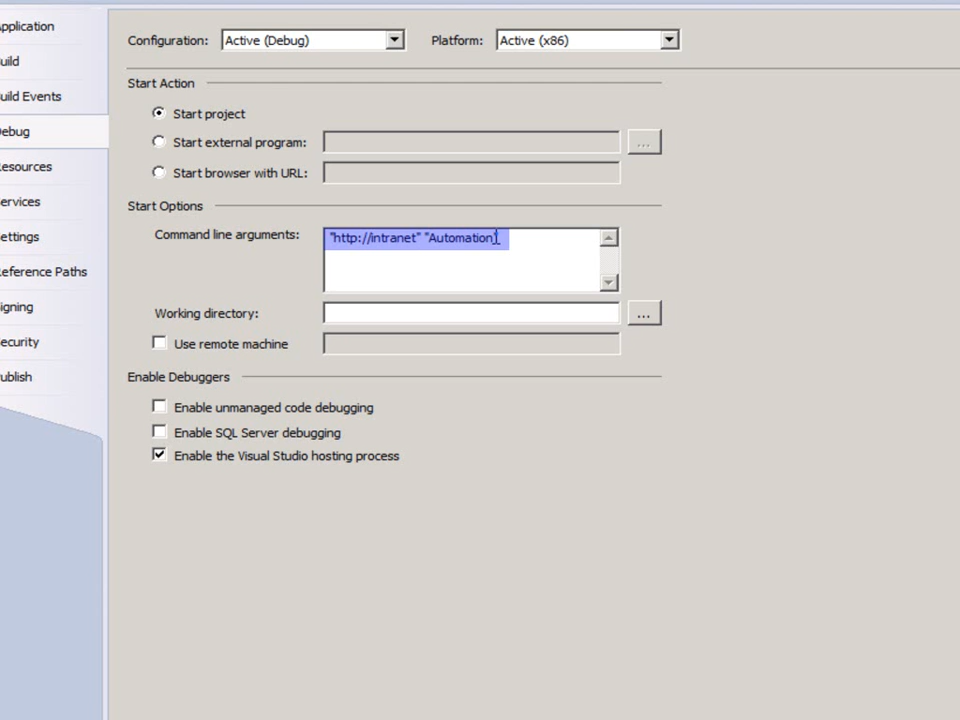 pplication
uild
uild Events
ebug
esources
ervices
ettings
eference Paths
igning
ecurity
ublish
Configuration: Active (Debug) Platform: Active (x86)
Start Action
Start project
Start external program: ...
Start browser with URL:
Start Options
Command line arguments: "http://intranet" "Automation"
Working directory: ...
Use remote machine
Enable Debuggers
Enable unmanaged code debugging
Enable SQL Server debugging
Enable the Visual Studio hosting process